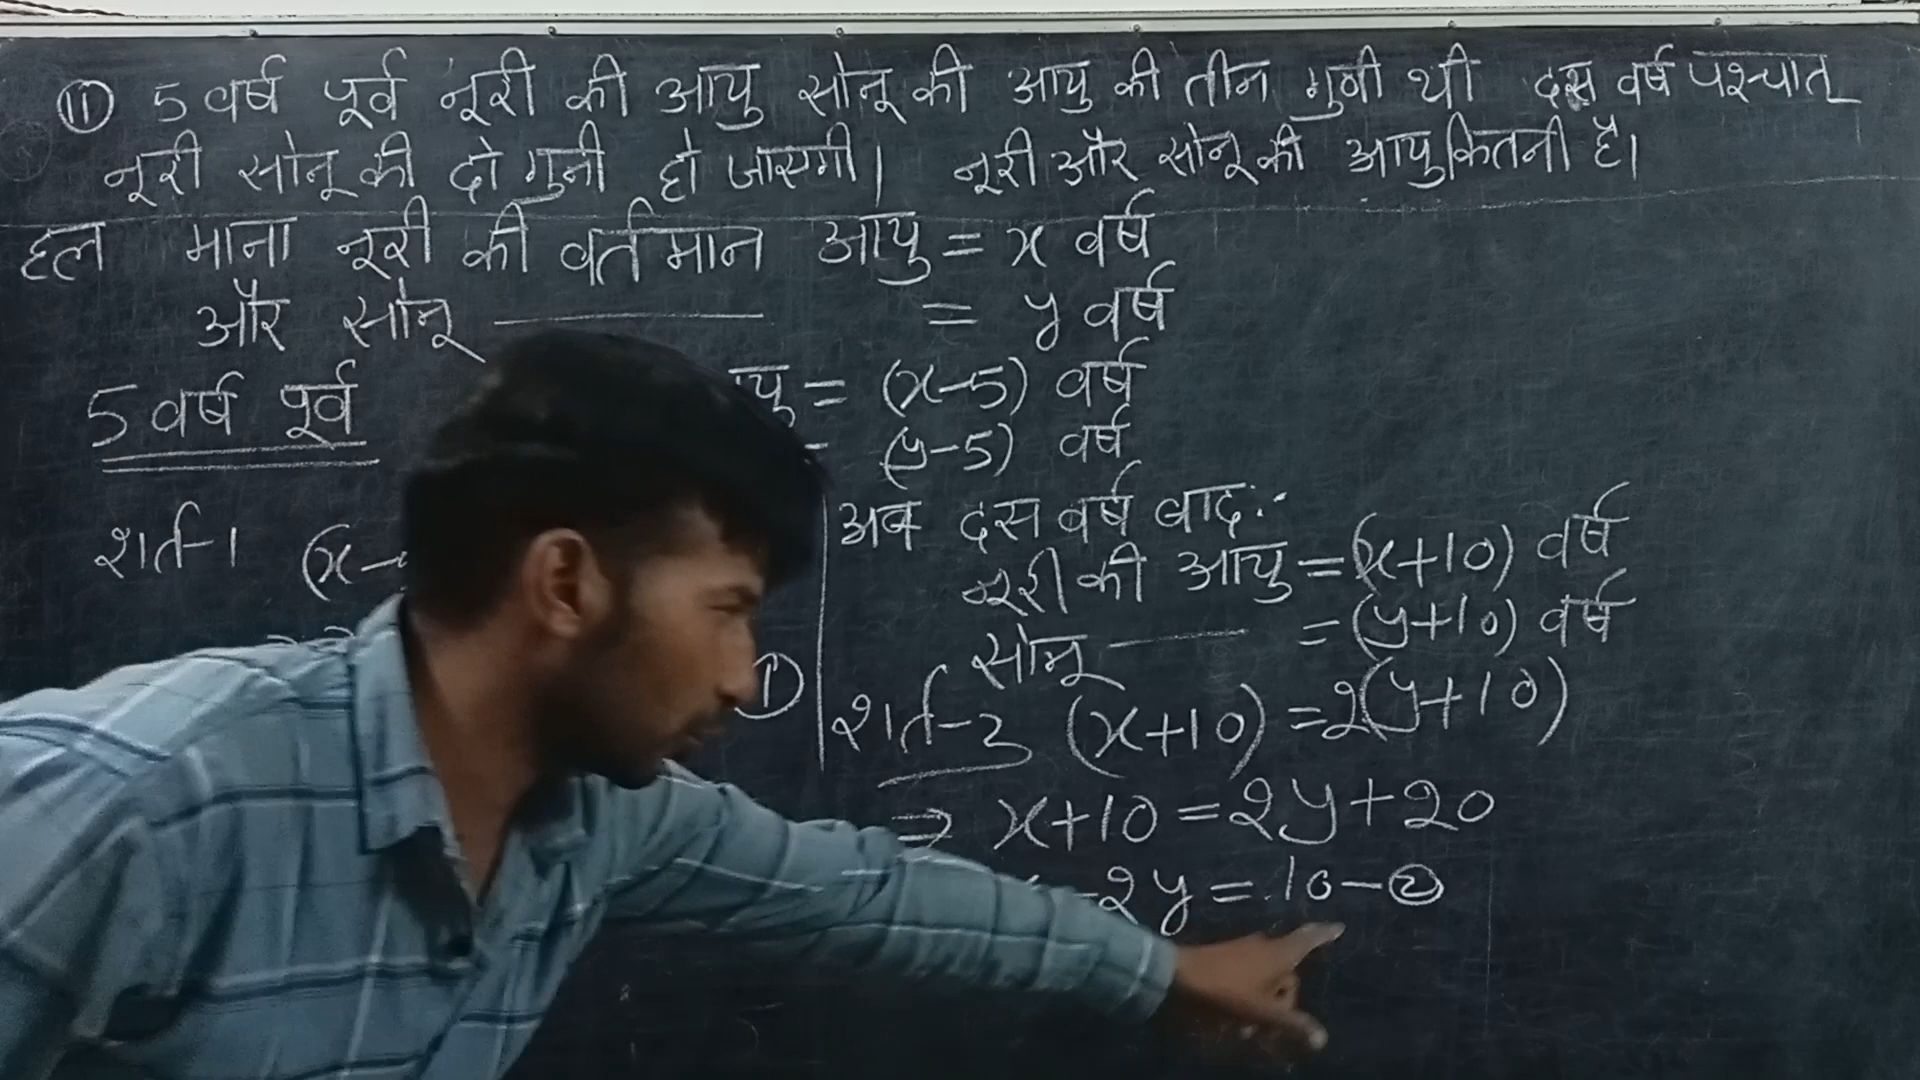 (ii) 5 वर्ष पूर्व नूरी की आयु सोनू की आयु की तीन गुणी थी दस वर्ष पश्चात्
नूरी सोनू की दो गुनी हो जाएगी। नूरी और सोनू की आयु कितनी है।
हल माना नूरी की वर्तमान आयु = x वर्ष
और सोनू ——— = y वर्ष
5 वर्ष पूर्व = (x-5) वर्ष
(y-5) वर्ष
शर्त-1 (x-
①
अब दस वर्ष बाद:-
नूरी की आयु = (x+10) वर्ष
सोनू ——— = (y+10) वर्ष
शर्त-2 (x+10) = 2(y+10)
⇒ x+10 = 2y+20
-2y = 10 - ②